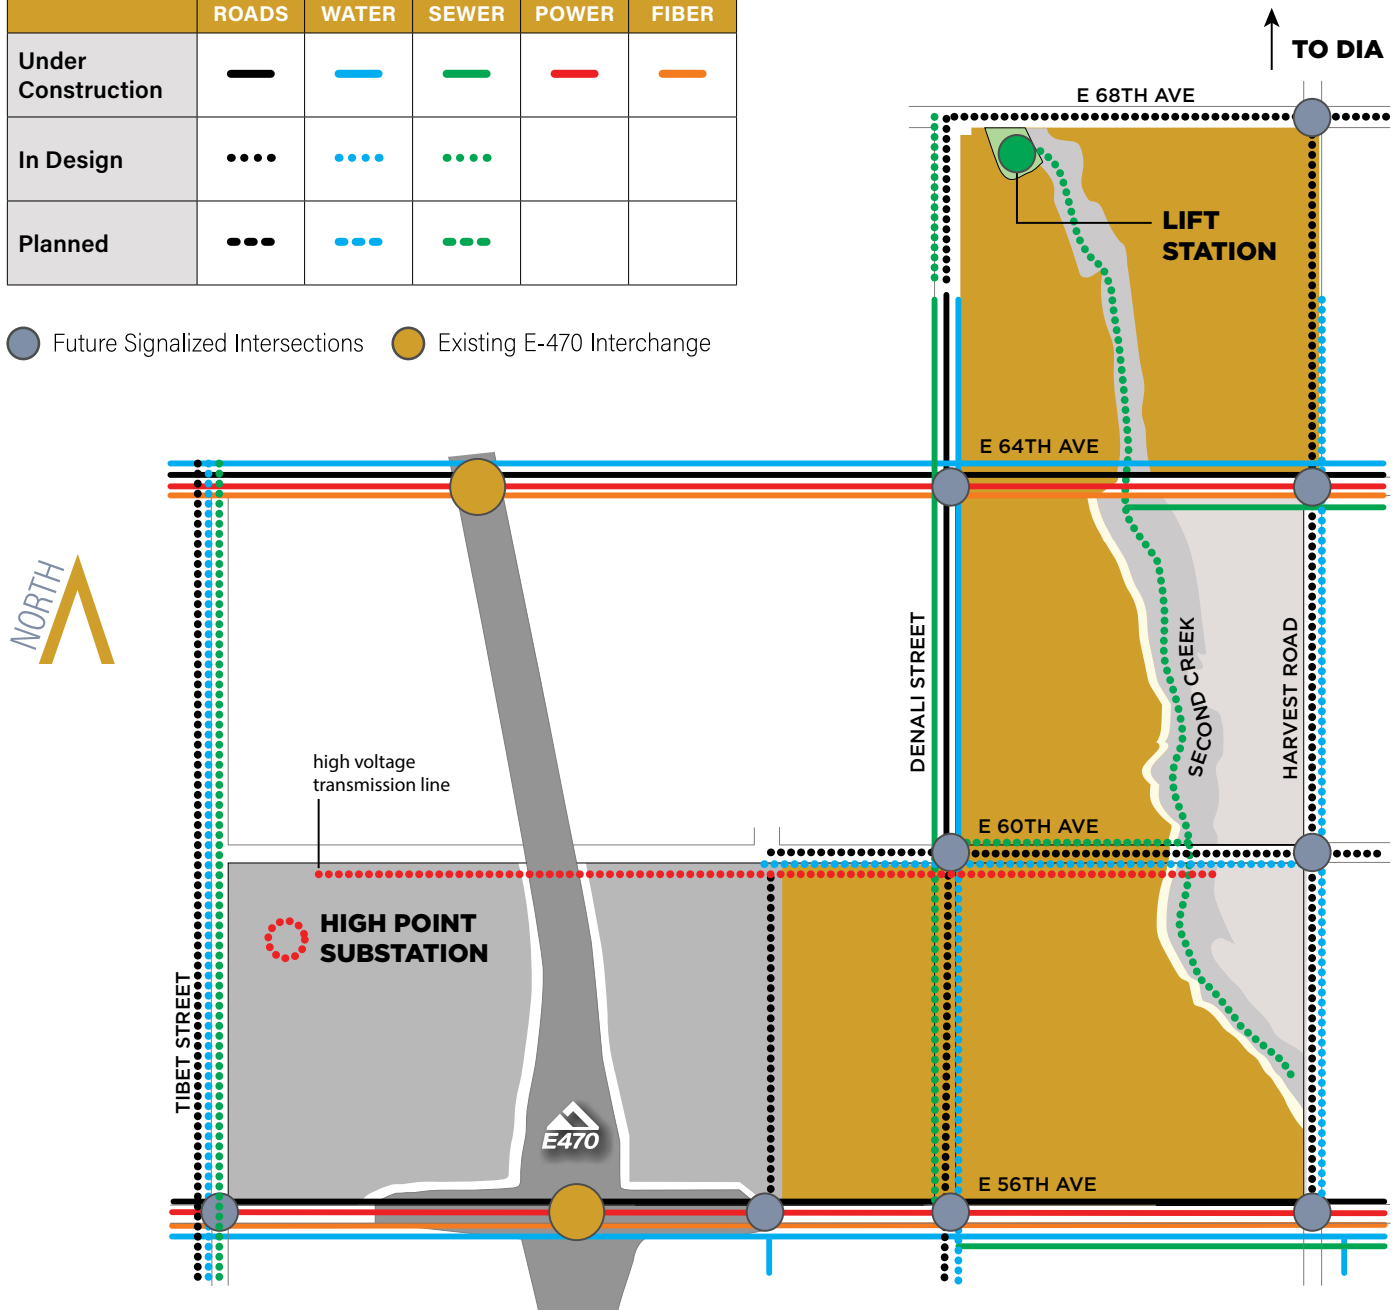 ROADS WATER SEWER POWER FIBER
Under
Construction
In Design
Planned
Future Signalized Intersections
Existing E-470 Interchange
TO DIA
E 68TH AVE
LIFT
STATION
E 64TH AVE
NORTH
DENALI STREET
SECOND CREEK
HARVEST ROAD
high voltage
transmission line
E 60TH AVE
HIGH POINT
SUBSTATION
TIBET STREET
E470
E 56TH AVE